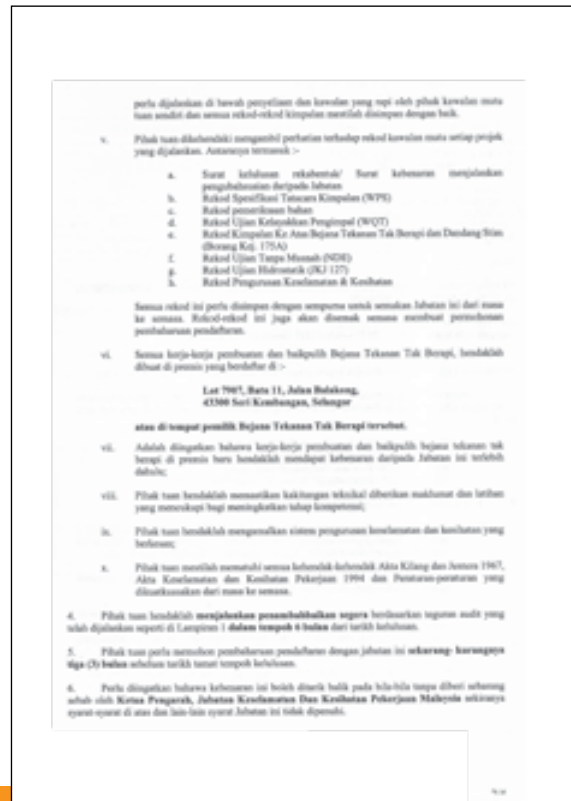 perlu dijalankan di bawah penyeliaan dan kawalan yang rapi oleh pihak kawalan mutu
tuan sendiri dan semua rekod-rekod kimpalan mestilah disimpan dengan baik.
v. Pihak tuan dikehendaki mengambil perhatian terhadap rekod kawalan mutu setiap projek
yang dijalankan. Antaranya termasuk :-
a. Surat kelulusan rekabentuk/ Surat kebenaran menjalankan
pengubahsuaian daripada Jabatan
b. Rekod Spesifikasi Tatacara Kimpalan (WPS)
c. Rekod pemeriksaan bahan
d. Rekod Ujian Kelayakkan Pengimpal (WQT)
e. Rekod Kimpalan Ke Atas Bejana Tekanan Tak Berapi dan Dandang Stim
(Borang Kej. 175A)
f. Rekod Ujian Tanpa Musnah (NDE)
g. Rekod Ujian Hidrostatik (JKJ 127)
h. Rekod Pengurusan Keselamatan & Kesihatan
Semua rekod ini perlu disimpan dengan sempurna untuk semakan Jabatan ini dari masa
ke semasa. Rekod-rekod ini juga akan disemak semasa membuat permohonan
pembaharuan pendaftaran.
vi. Semua kerja-kerja pembuatan dan baikpulih Bejana Tekanan Tak Berapi, hendaklah
dibuat di premis yang berdaftar di :-
Lot 7907, Batu 11, Jalan Balakong,
43300 Seri Kembangan, Selangor
atau di tempat pemilik Bejana Tekanan Tak Berapi tersebut.
vii. Adalah diingatkan bahawa kerja-kerja pembuatan dan baikpulih bejana tekanan tak
berapi di premis baru hendaklah mendapat kebenaran daripada Jabatan ini terlebih
dahulu;
viii. Pihak tuan hendaklah memastikan kakitangan teknikal diberikan maklumat dan latihan
yang mencukupi bagi meningkatkan tahap kompetensi;
ix. Pihak tuan hendaklah mengamalkan sistem pengurusan keselamatan dan kesihatan yang
berkesan;
x. Pihak tuan mestilah mematuhi semua kehendak-kehendak Akta Kilang dan Jentera 1967,
Akta Keselamatan dan Kesihatan Pekerjaan 1994 dan Peraturan-peraturan yang
dikuatkuasakan dari masa ke semasa.
4. Pihak tuan hendaklah menjalankan penambahbaikan segera berdasarkan teguran audit yang
telah dijalankan seperti di Lampiran 1 dalam tempoh 6 bulan dari tarikh kelulusan.
5. Pihak tuan perlu memohon pembaharuan pendaftaran dengan jabatan ini sekurang- kurangnya
tiga (3) bulan sebelum tarikh tamat tempoh kelulusan.
6. Perlu diingatkan bahawa kebenaran ini boleh ditarik balik pada bila-bila tanpa diberi sebarang
sebab oleh Ketua Pengarah, Jabatan Keselamatan Dan Kesihatan Pekerjaan Malaysia sekiranya
syarat-syarat di atas dan lain-lain syarat Jabatan ini tidak dipenuhi.